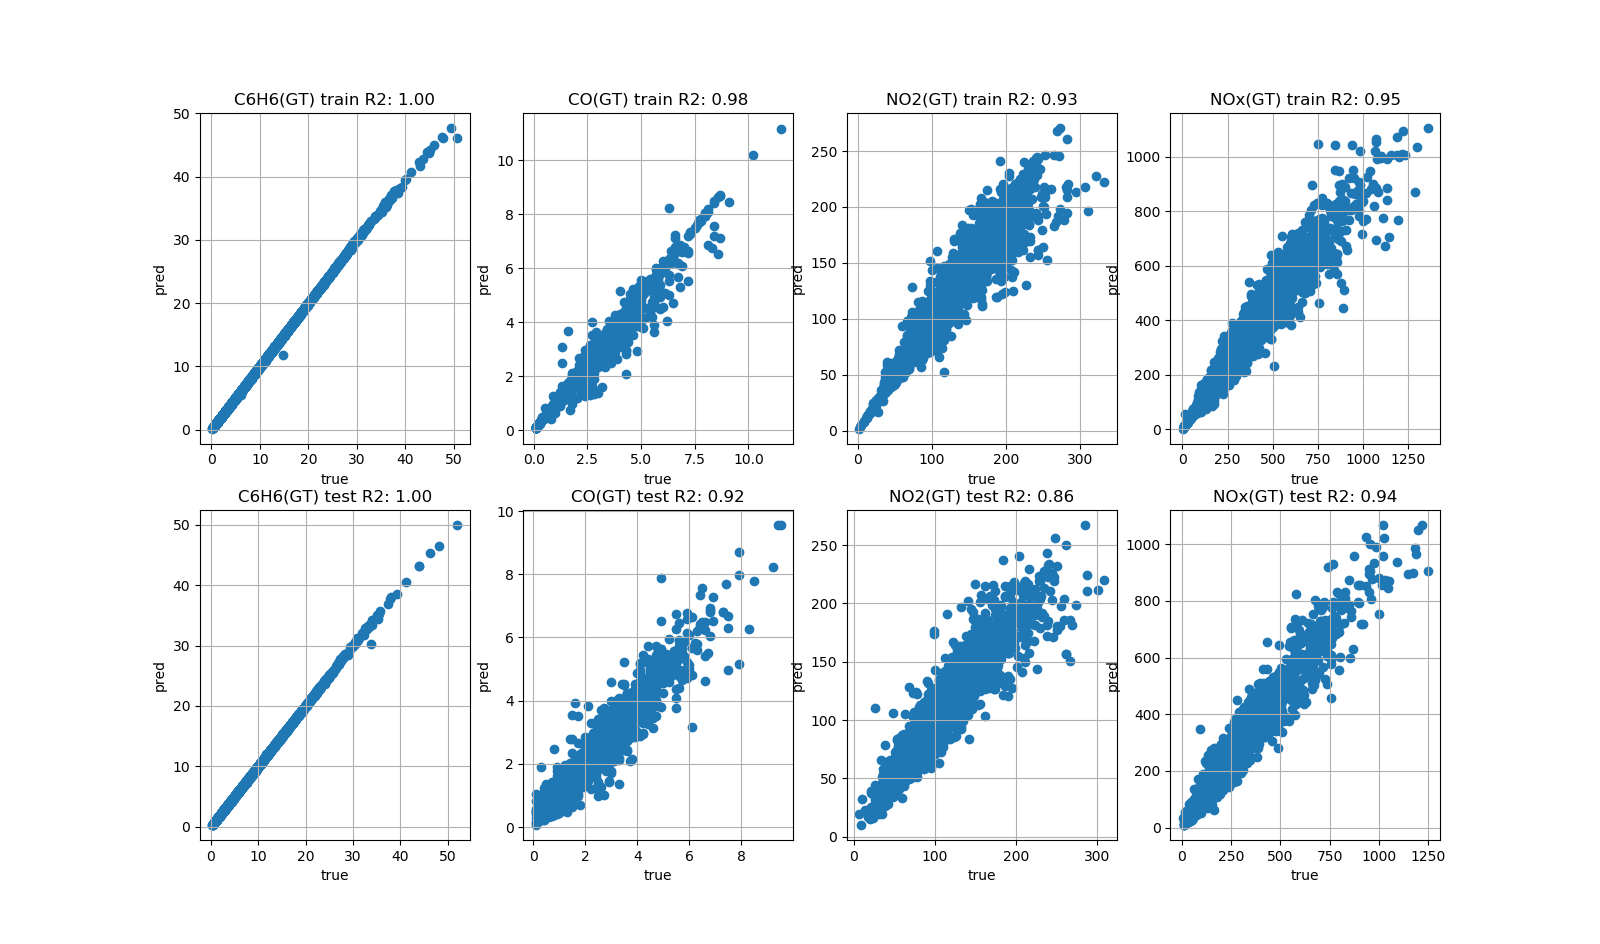 C6H6(GT) train R2: 1.00
50
40
30
20
10
0
pred
0 10 20 30 40 50
true
CO(GT) train R2: 0.98
10
8
6
4
2
0
pred
0.0 2.5 5.0 7.5 10.0
true
NO2(GT) train R2: 0.93
250
200
150
100
50
0
pred
0 100 200 300
true
NOx(GT) train R2: 0.95
1000
800
600
400
200
0
pred
0 250 500 750 1000 1250
true
C6H6(GT) test R2: 1.00
50
40
30
20
10
0
pred
0 10 20 30 40 50
true
CO(GT) test R2: 0.92
10
8
6
4
2
0
pred
0 2 4 6 8
true
NO2(GT) test R2: 0.86
250
200
150
100
50
0
pred
0 100 200 300
true
NOx(GT) test R2: 0.94
1000
800
600
400
200
0
pred
0 250 500 750 1000 1250
true